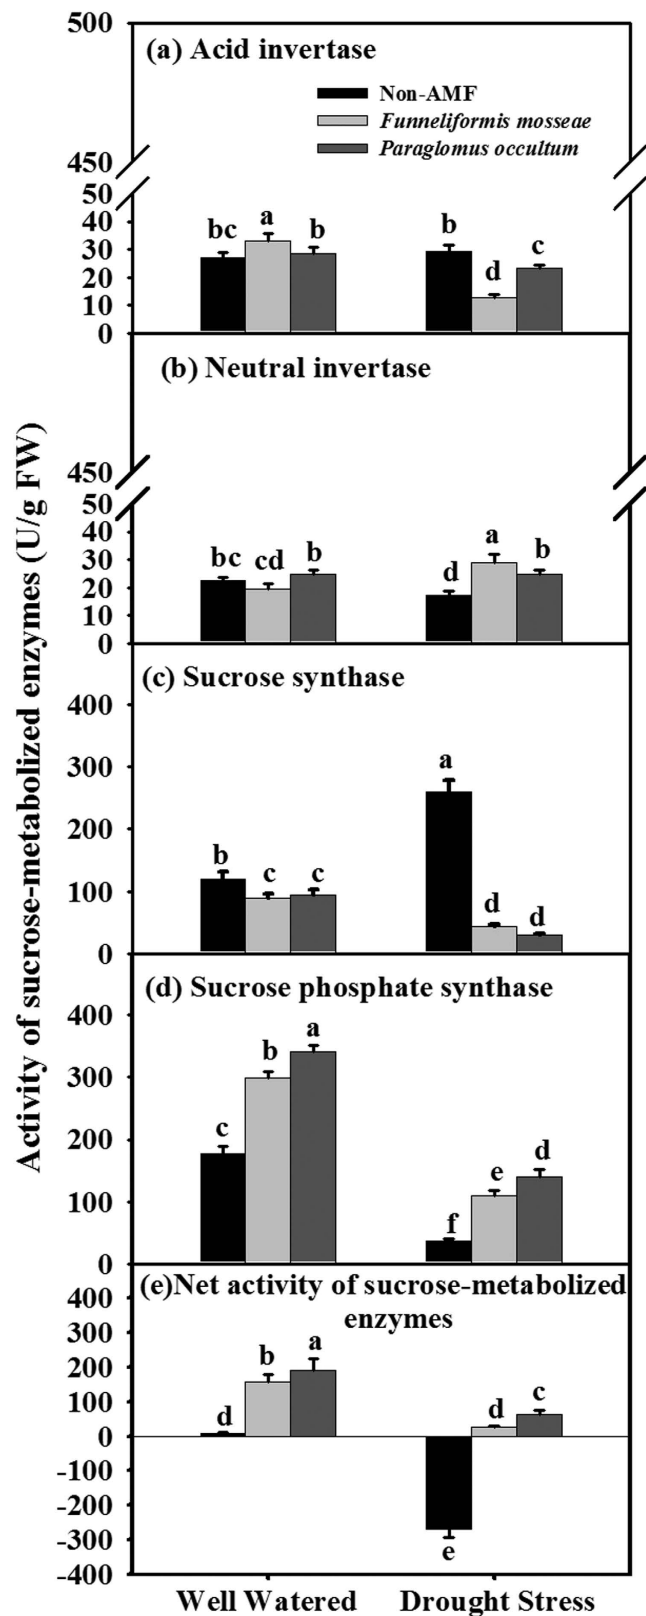 Activity of sucrose-metabolized enzymes (U/g FW)
500
(a) Acid invertase
Non-AMF
Funneliformis mosseae
Paraglomus occultum
450
50
40
30
20
10
0
bc a b b d c
(b) Neutral invertase
450
50
40
30
20
10
0
bc cd b d a b
(c) Sucrose synthase
400
300
200
100
0
b c c a d d
(d) Sucrose phosphate synthase
400
300
200
100
0
c b a f e d
(e)Net activity of sucrose-metabolized
enzymes
400
300
200
100
0
-100
-200
-300
-400
d b a e d c
Well Watered Drought Stress